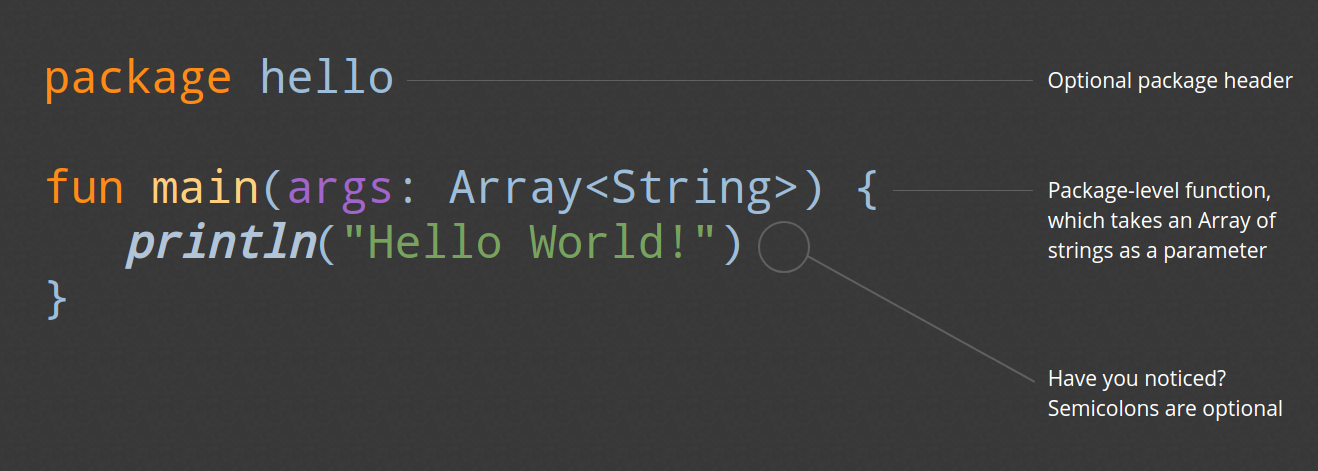 package hello
Optional package header
fun main(args: Array<String>) {
Package-level function,
which takes an Array of
strings as a parameter
println("Hello World!")
}
Have you noticed?
Semicolons are optional